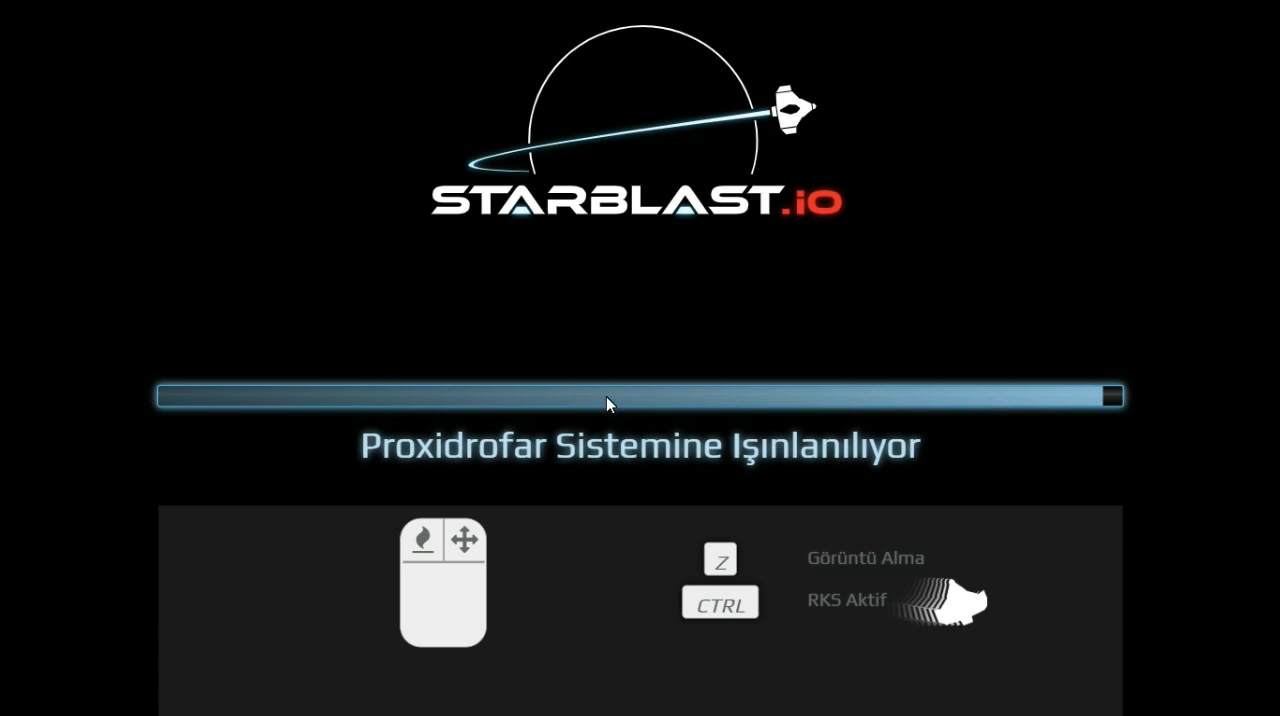 STARBLAST.io
Proxidrofar Sistemine Işınlanılıyor
Z
Görüntü Alma
CTRL
RKS Aktif